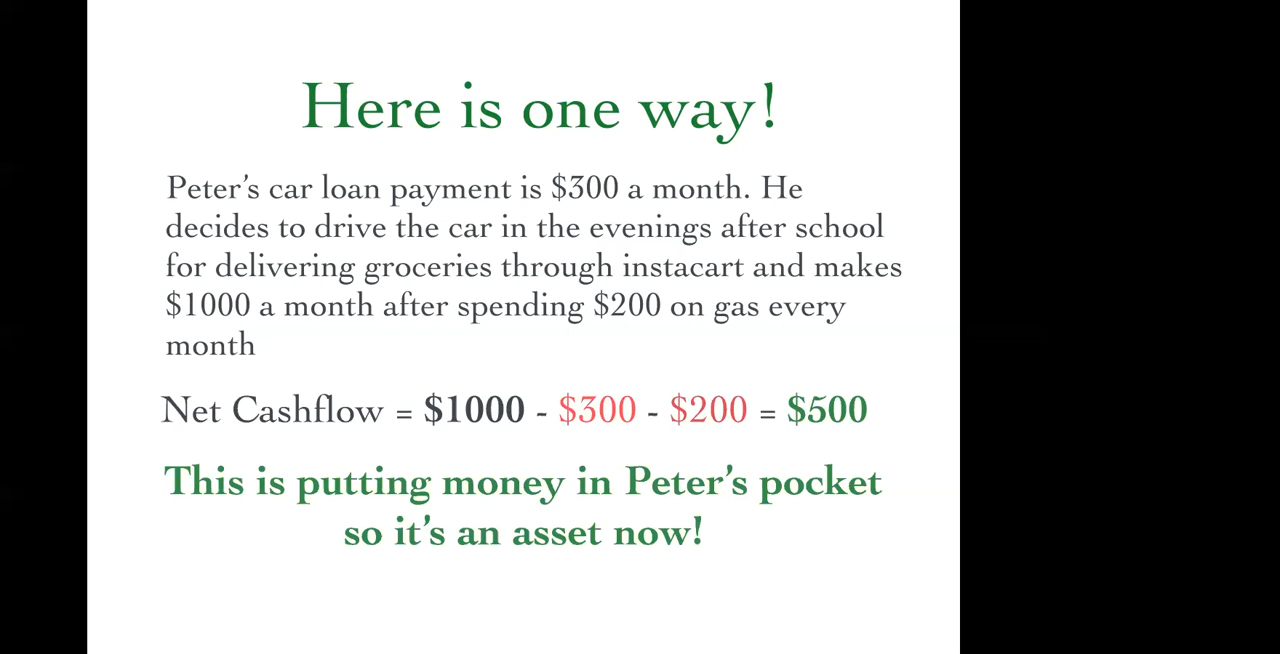 Here is one way!
Peter's car loan payment is $300 a month. He
decides to drive the car in the evenings after school
for delivering groceries through instacart and makes
$1000 a month after spending $200 on gas every
month
Net Cashflow = $1000 - $300 - $200 = $500
This is putting money in Peter's pocket
so it's an asset now!